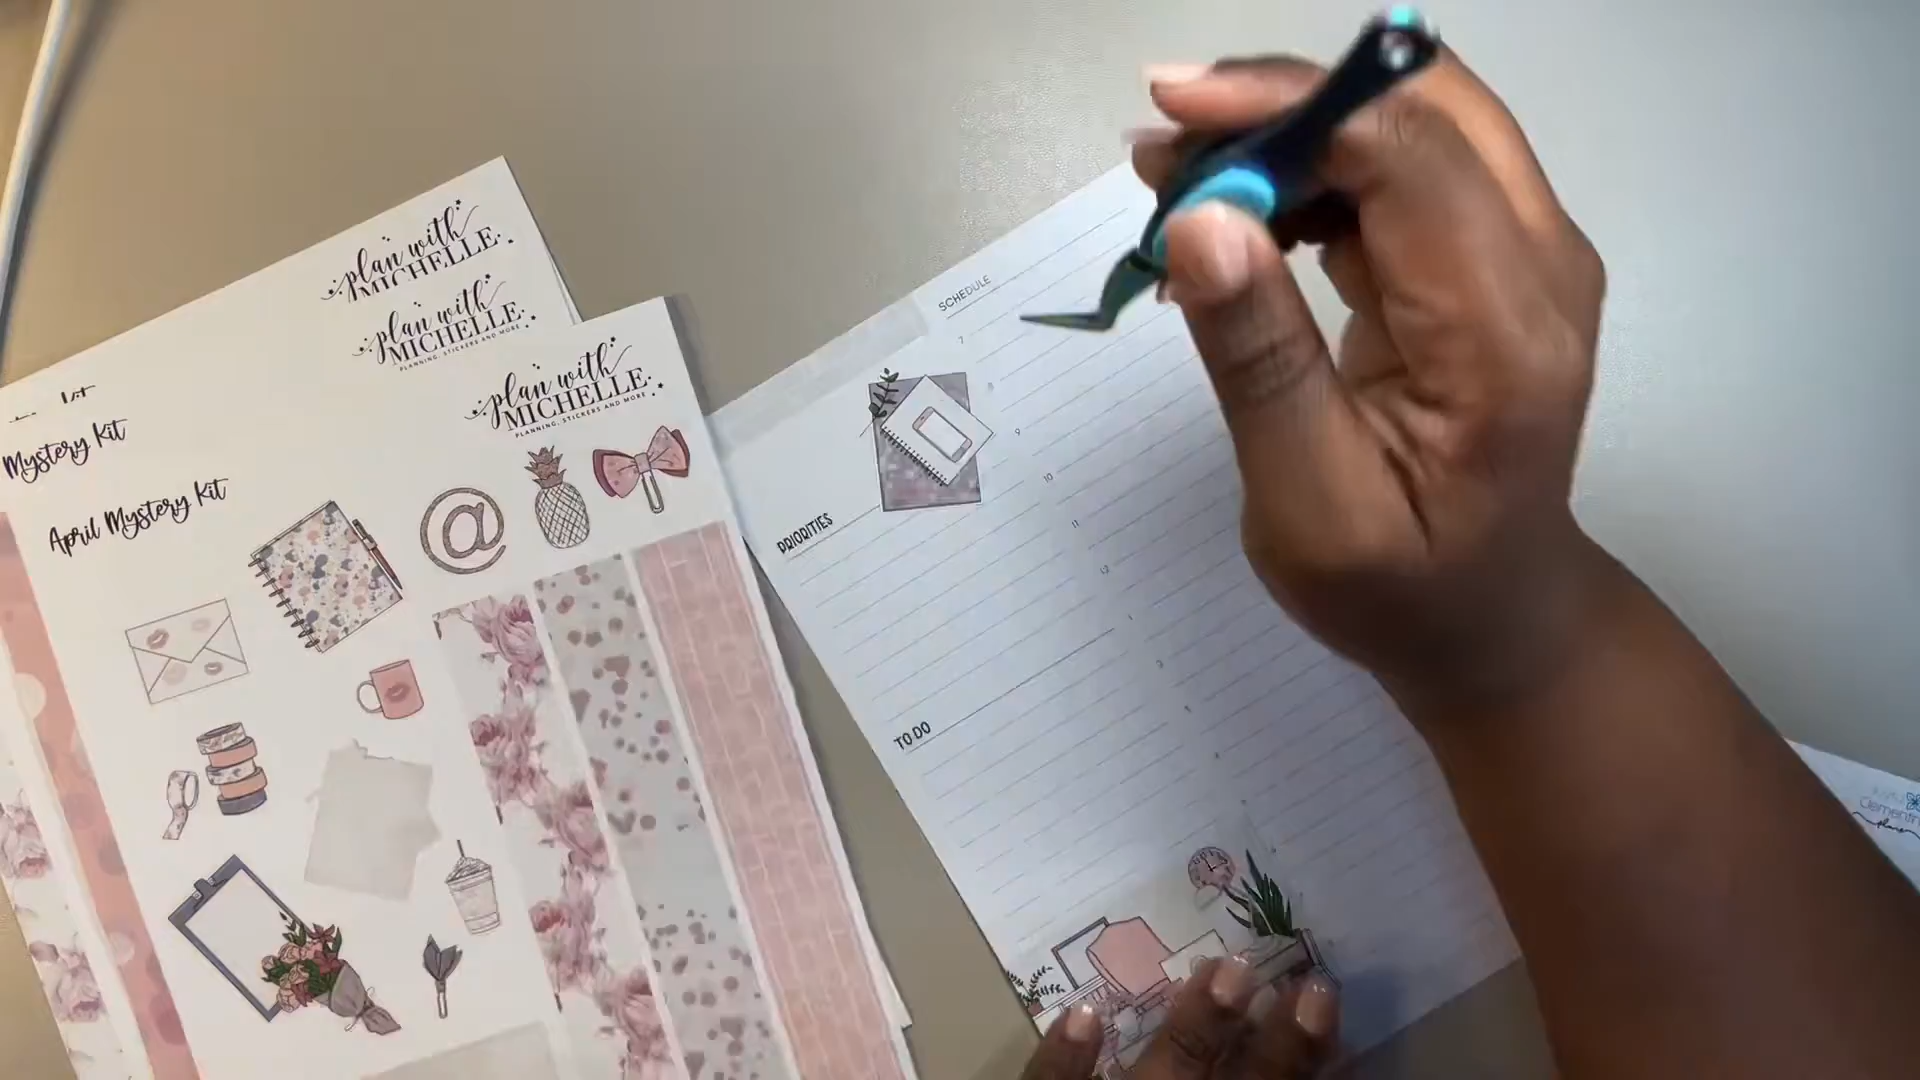 plan with
MICHELLE
plan with
MICHELLE
PLANNING, STICKERS AND MORE
plan with
MICHELLE
PLANNING, STICKERS AND MORE
Mystery Kit
April Mystery Kit
@
SCHEDULE
7
8
9
10
11
12
1
2
3
PRIORITIES
TO DO